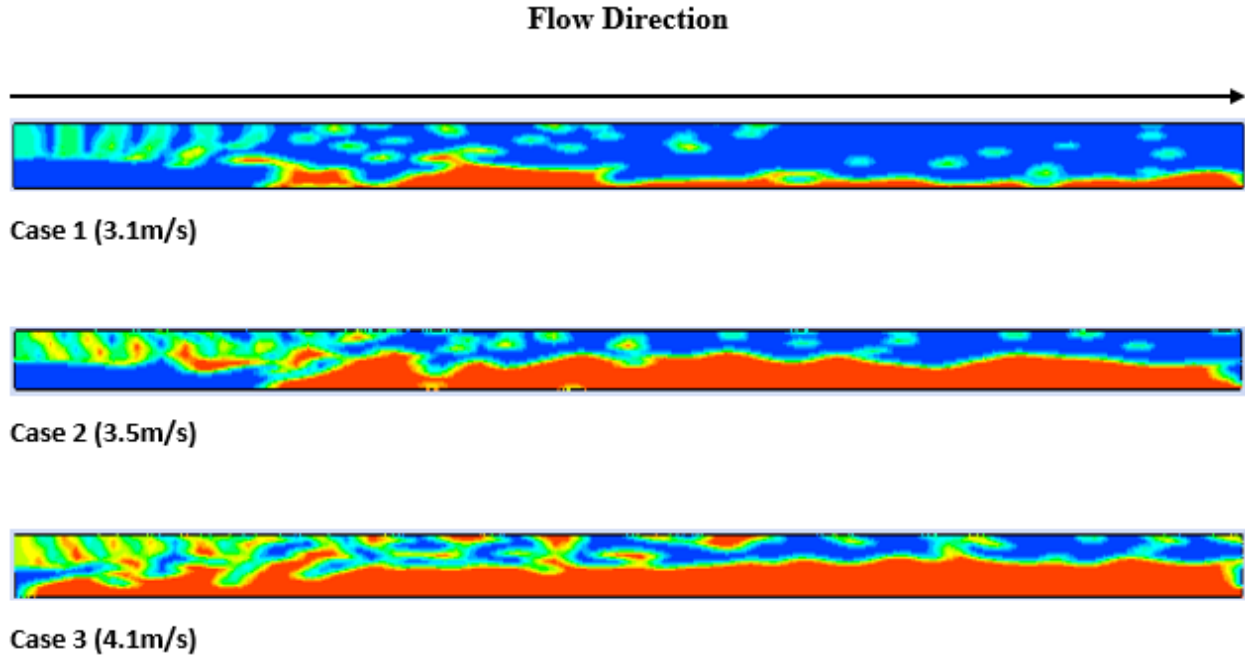 Flow Direction
Case 1 (3.1m/s)
Case 2 (3.5m/s)
Case 3 (4.1m/s)